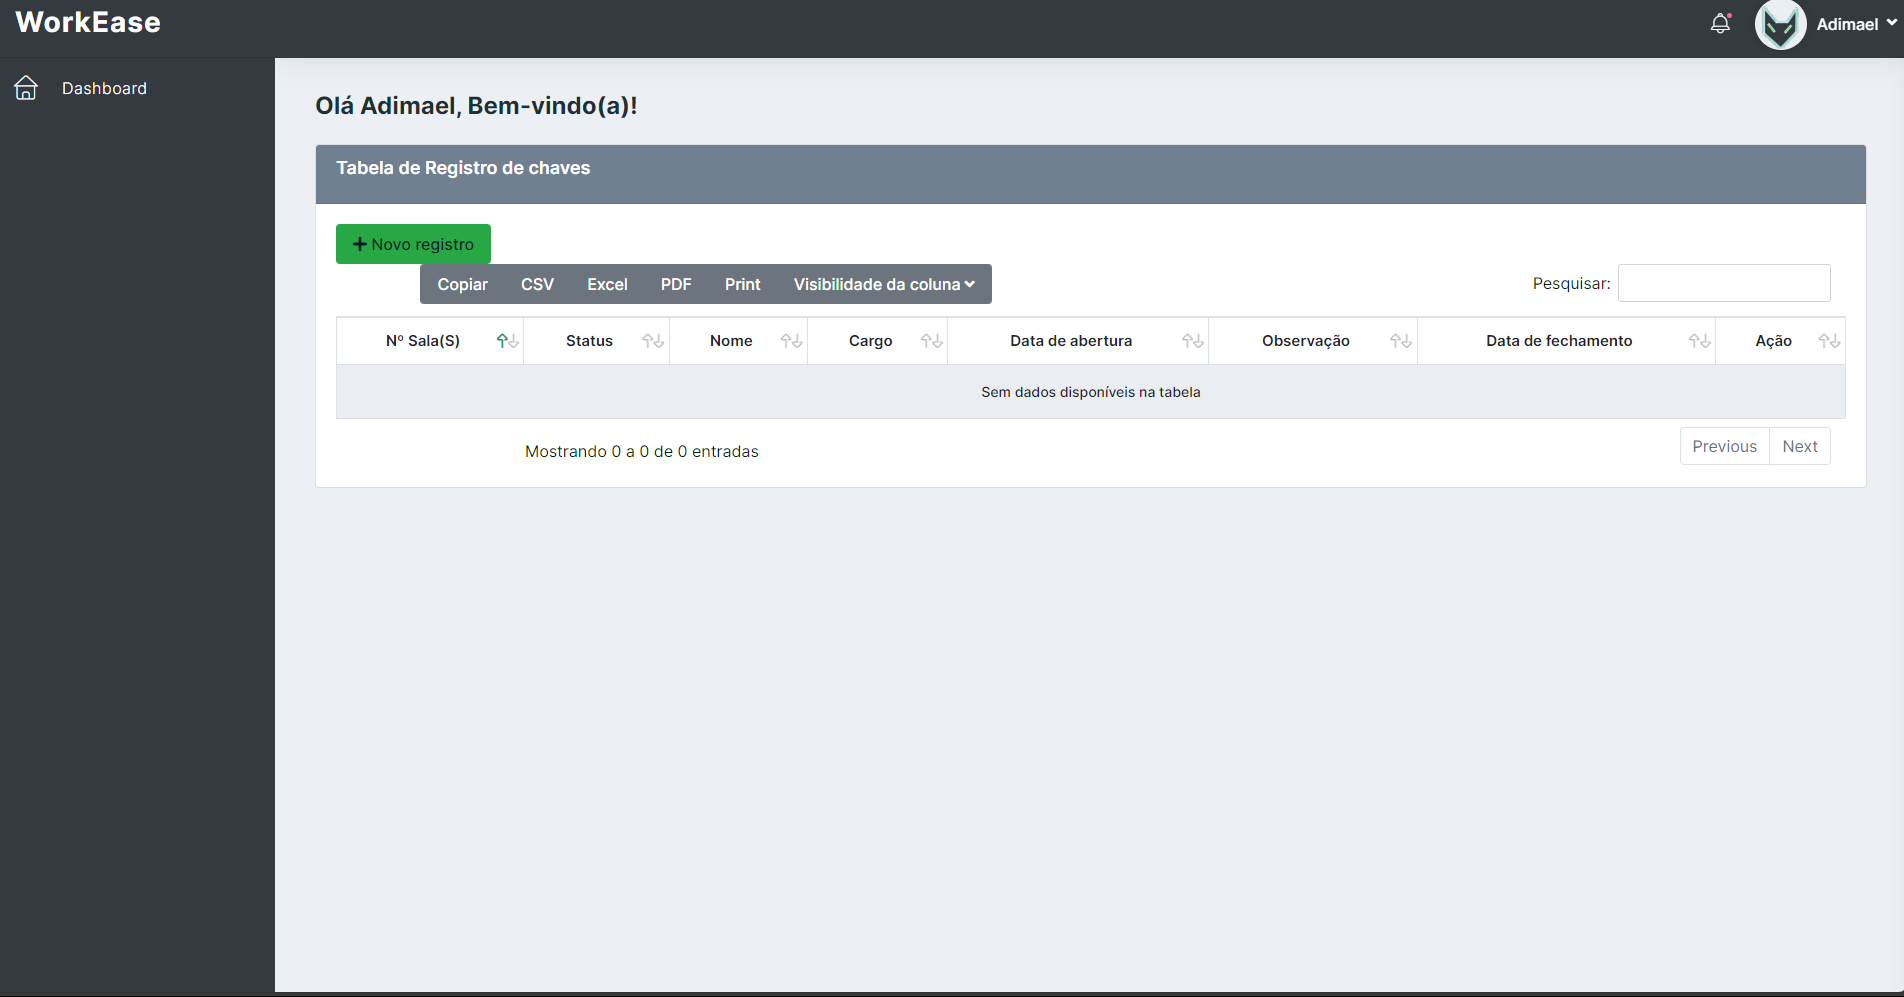 WorkEase
Adimael
Dashboard
Olá Adimael, Bem-vindo(a)!
Tabela de Registro de chaves
Novo registro
Copiar CSV Excel PDF Print Visibilidade da coluna
Pesquisar:
Nº Sala(S) Status Nome Cargo Data de abertura Observação Data de fechamento Ação
Sem dados disponíveis na tabela
Mostrando 0 a 0 de 0 entradas
Previous Next